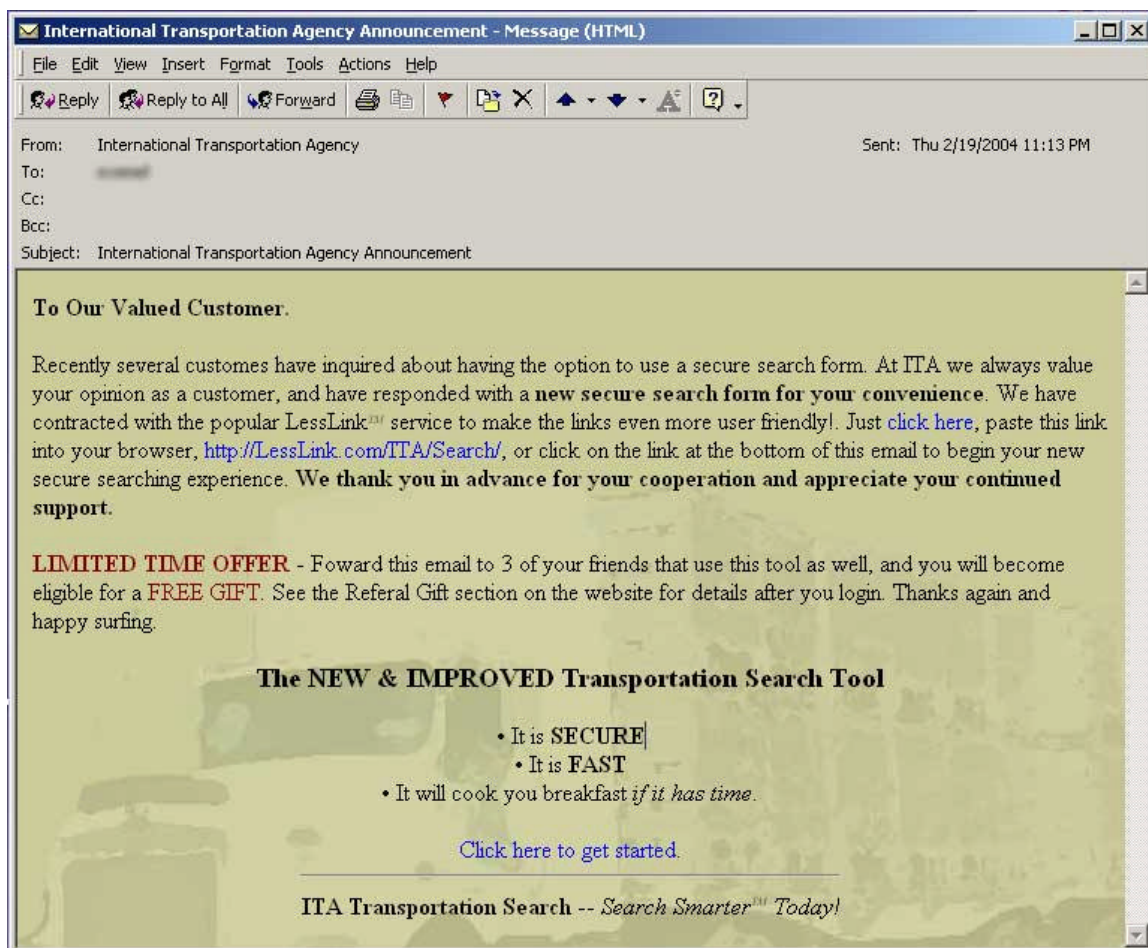 International Transportation Agency Announcement - Message (HTML)
File Edit View Insert Format Tools Actions Help
Reply Reply to All Forward
From: International Transportation Agency Sent: Thu 2/19/2004 11:13 PM
To:
Cc:
Bcc:
Subject: International Transportation Agency Announcement
To Our Valued Customer.
Recently several customes have inquired about having the option to use a secure search form. At ITA we always value
your opinion as a customer, and have responded with a new secure search form for your convenience. We have
contracted with the popular LessLink™ service to make the links even more user friendly!. Just click here, paste this link
into your browser, http://LessLink.com/ITA/Search/, or click on the link at the bottom of this email to begin your new
secure searching experience. We thank you in advance for your cooperation and appreciate your continued
support.
LIMITED TIME OFFER - Foward this email to 3 of your friends that use this tool as well, and you will become
eligible for a FREE GIFT. See the Referal Gift section on the website for details after you login. Thanks again and
happy surfing.
The NEW & IMPROVED Transportation Search Tool
• It is SECURE
• It is FAST
• It will cook you breakfast if it has time.
Click here to get started.
ITA Transportation Search -- Search Smarter™ Today!